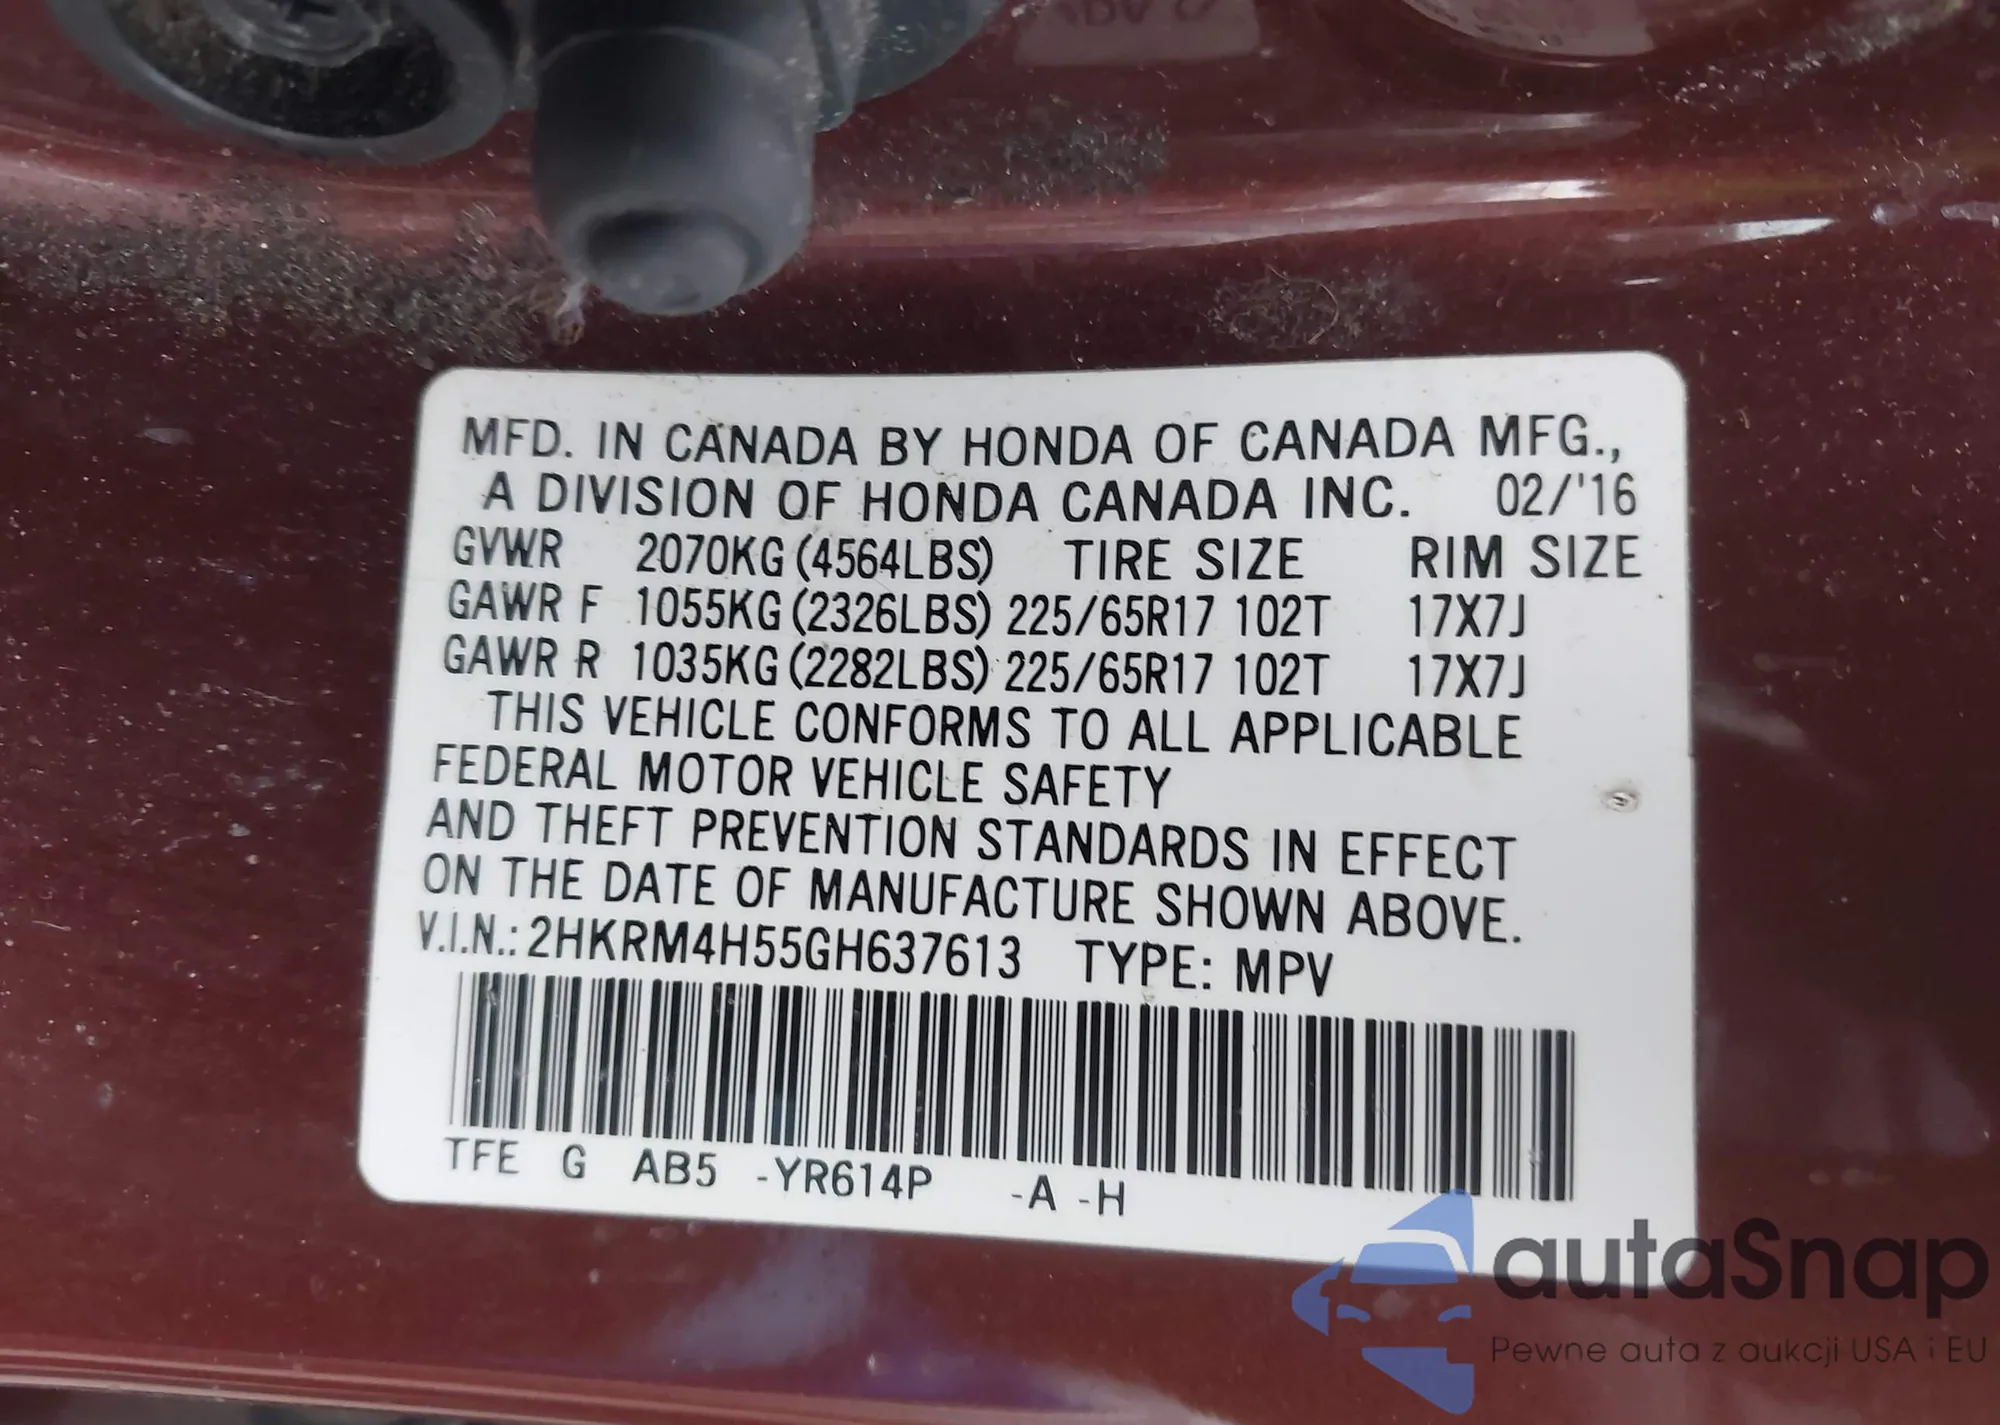 MFD. IN CANADA BY HONDA OF CANADA MFG.,
A DIVISION OF HONDA CANADA INC. 02/'16
GVWR 2070KG (4564LBS) TIRE SIZE RIM SIZE
GAWR F 1055KG (2326LBS) 225/65R17 102T 17X7J
GAWR R 1035KG (2282LBS) 225/65R17 102T 17X7J
THIS VEHICLE CONFORMS TO ALL APPLICABLE
FEDERAL MOTOR VEHICLE SAFETY
AND THEFT PREVENTION STANDARDS IN EFFECT
ON THE DATE OF MANUFACTURE SHOWN ABOVE.
V.I.N.: 2HKRM4H55GH637613 TYPE: MPV
TFE G AB5 -YR614P -A -H
autaSnap
Pewne auta z aukcji USA i EU